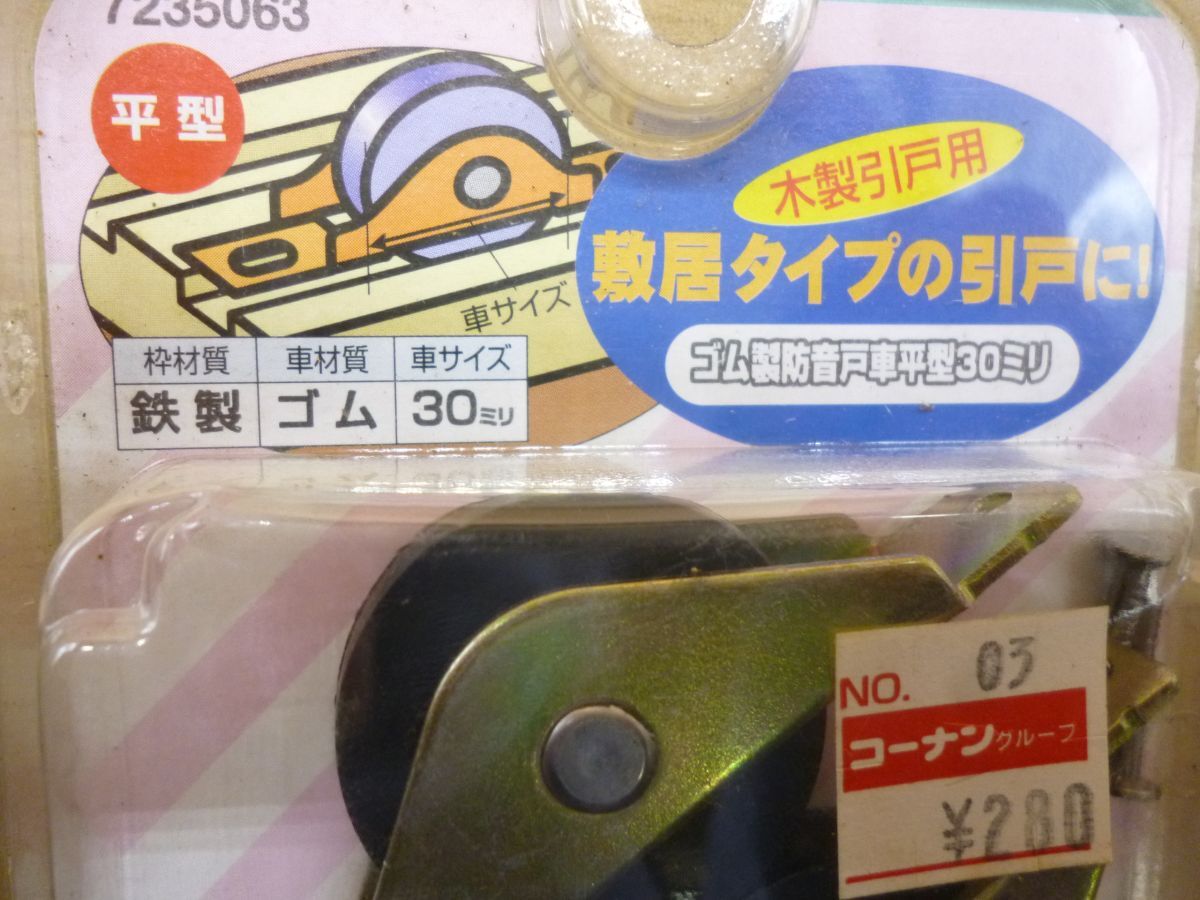 7235063
平型
木製引戸用
敷居タイプの引戸に!
車サイズ
ゴム製防音戸車平型30ミリ
枠材質 車材質 車サイズ
鉄製 ゴム 30ミリ
NO. 03
コーナングループ
¥280